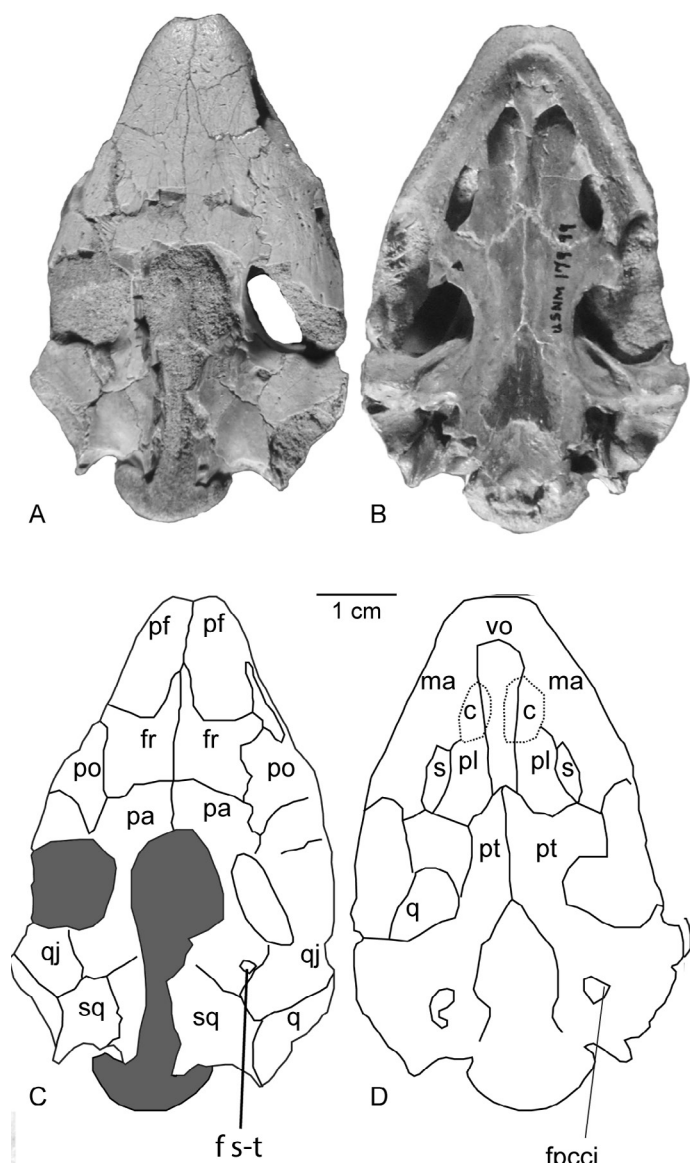 USNM 17999
A
B
1 cm
pf pf
vo
ma ma
c c
fr fr
po po
s pl pl s
pa pa
pt pt
q
qj qj
sq sq q
C
D
f s-t
fpcci